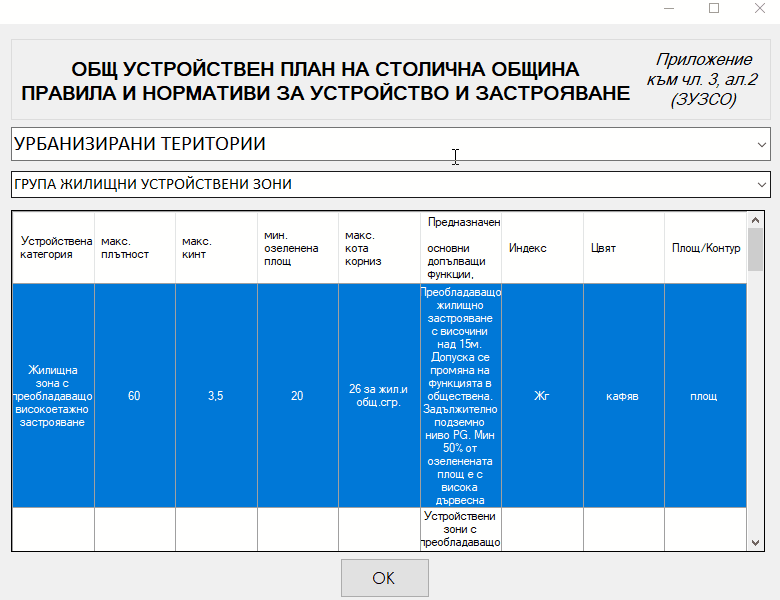 ОБЩ УСТРОЙСТВЕН ПЛАН НА СТОЛИЧНА ОБЩИНА
ПРАВИЛА И НОРМАТИВИ ЗА УСТРОЙСТВО И ЗАСТРОЯВАНЕ
Приложение
към чл. 3, ал.2
(ЗУЗСО)
УРБАНИЗИРАНИ ТЕРИТОРИИ
ГРУПА ЖИЛИЩНИ УСТРОЙСТВЕНИ ЗОНИ
Устройствена
категория
макс.
плътност
макс.
кинт
мин.
озеленена
площ
макс.
кота
корниз
Предназначен
основни
допълващи
функции,
Индекс
Цвят
Площ/Контур
Жилищна
зона с
преобладаващо
високоетажно
застрояване
60
3,5
20
26 за жил.и
общ.сгр.
Преобладаващо
жилищно
застрояване
с височини
над 15м.
Допуска се
промяна на
функцията в
обществена.
Задължително
подземно
ниво PG. Мин
50% от
озеленената
площ е с
висока
дървесна
Жг
кафяв
площ
Устройствени
зони с
преобладаващо
OK